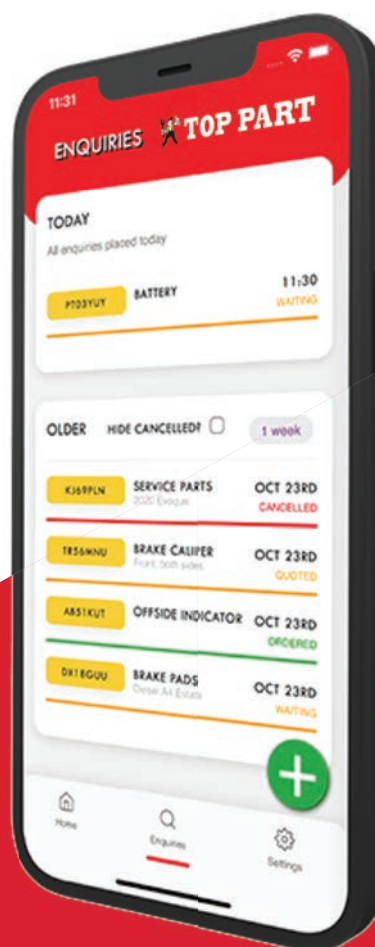 11:31
ENQUIRIES TOP PART
TODAY
All enquiries placed today
PT03YUY BATTERY 11:30
WAITING
OLDER HIDE CANCELLED? 1 week
KJ69PLN SERVICE PARTS OCT 23RD
2020 Evoque CANCELLED
TR56MNU BRAKE CALIPER OCT 23RD
Front, both sides QUOTED
AB51KUT OFFSIDE INDICATOR OCT 23RD
ORDERED
DX18GUU BRAKE PADS OCT 23RD
Diesel A4 Estate WAITING
Home Enquiries Settings